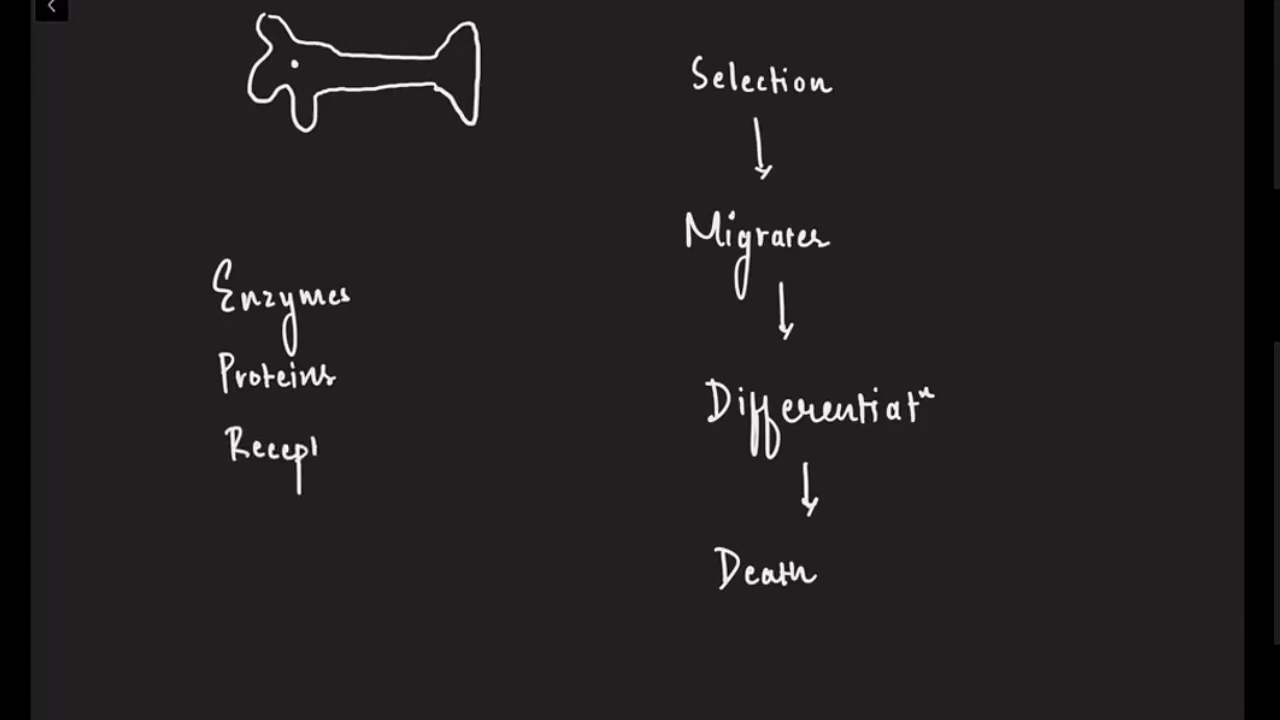 Selection
Migrates
Enzymes
Proteins
Recep
Differentiatⁿ
Death